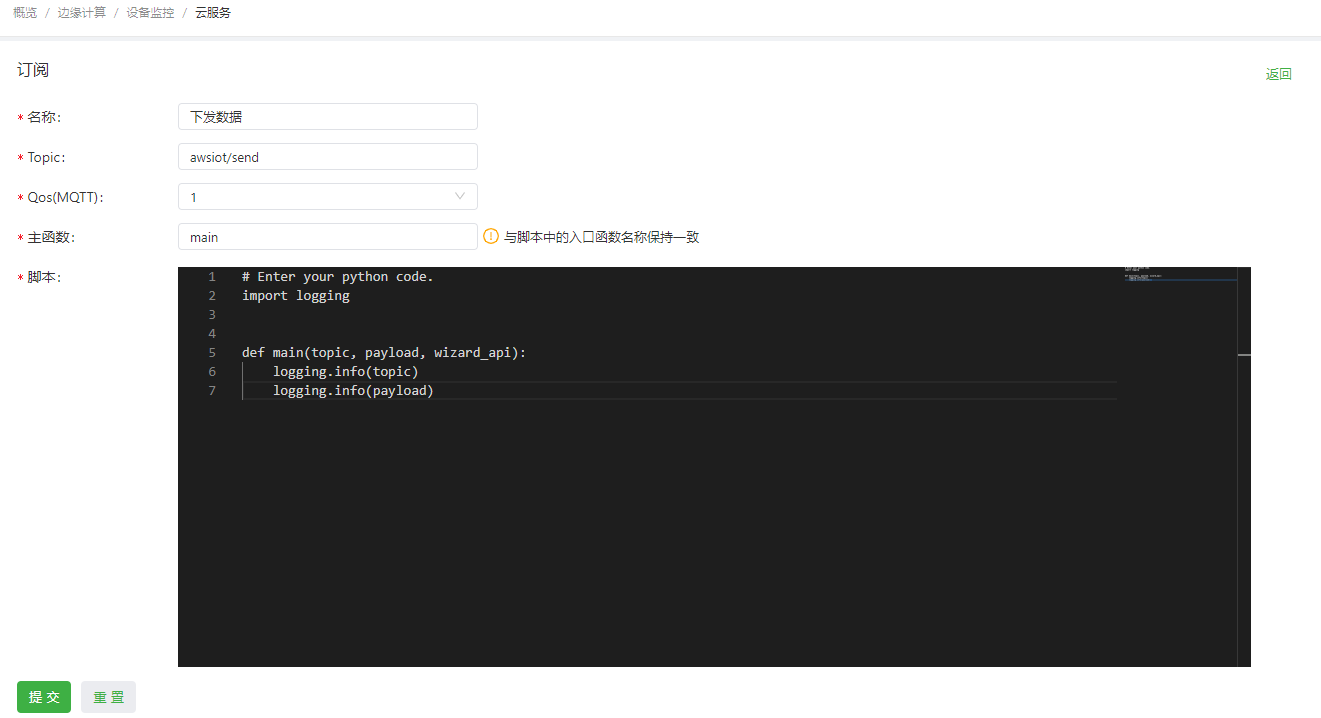 概览 / 边缘计算 / 设备监控 / 云服务
订阅
返回
* 名称: 下发数据
* Topic: awsiot/send
* Qos(MQTT): 1
* 主函数: main 与脚本中的入口函数名称保持一致
* 脚本:
1 # Enter your python code.
2 import logging
3
4
5 def main(topic, payload, wizard_api):
6 logging.info(topic)
7 logging.info(payload)
提 交 重 置